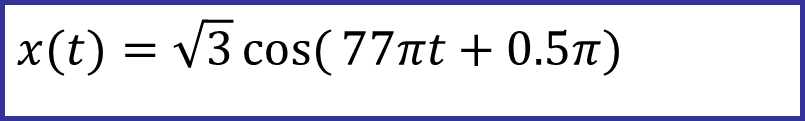 x(t) = √3 cos( 77πt + 0.5π)